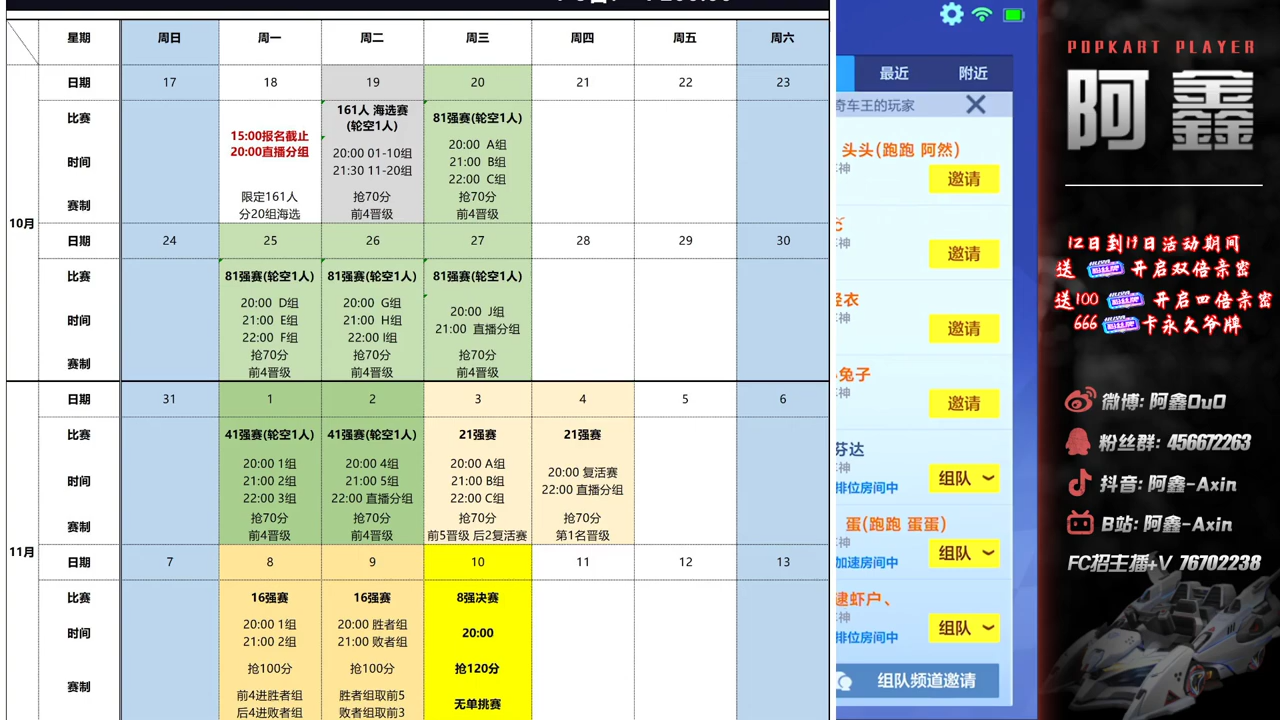 星期 周日 周一 周二 周三 周四 周五 周六
10月
日期 17 18 19 20 21 22 23
比赛
时间
赛制
15:00报名截止
20:00直播分组
限定161人
分20组海选
161人 海选赛
(轮空1人)
20:00 01-10组
21:30 11-20组
抢70分
前4晋级
81强赛(轮空1人)
20:00 A组
21:00 B组
22:00 C组
抢70分
前4晋级
日期 24 25 26 27 28 29 30
比赛
时间
赛制
81强赛(轮空1人)
20:00 D组
21:00 E组
22:00 F组
抢70分
前4晋级
81强赛(轮空1人)
20:00 G组
21:00 H组
22:00 I组
抢70分
前4晋级
81强赛(轮空1人)
20:00 J组
21:00 直播分组
抢70分
前4晋级
11月
日期 31 1 2 3 4 5 6
比赛
时间
赛制
41强赛(轮空1人)
20:00 1组
21:00 2组
22:00 3组
抢70分
前4晋级
41强赛(轮空1人)
20:00 4组
21:00 5组
22:00 直播分组
抢70分
前4晋级
21强赛
20:00 A组
21:00 B组
22:00 C组
抢70分
前5晋级 后2复活赛
21强赛
20:00 复活赛
22:00 直播分组
抢70分
第1名晋级
日期 7 8 9 10 11 12 13
比赛
时间
赛制
16强赛
20:00 1组
21:00 2组
抢100分
前4进胜者组
后4进败者组
16强赛
20:00 胜者组
21:00 败者组
抢100分
胜者组取前5
败者组取前3
8强决赛
20:00
抢120分
无单挑赛
最近 附近
奇车王的玩家
头头(跑跑 阿然)
神
邀请
神
邀请
衣
神
邀请
兔子
神
邀请
芬达
神
排位房间中
组队
蛋(跑跑 蛋蛋)
神
加速房间中
组队
逮虾户、
神
排位房间中
组队
组队频道邀请
POPKART PLAYER
阿鑫
12日到19日活动期间
送 开启双倍亲密
送100 开启四倍亲密
666 卡永久爷牌
微博: 阿鑫OuO
粉丝群: 456672263
抖音: 阿鑫-Axin
B站: 阿鑫-Axin
FC招主播+V 76702238